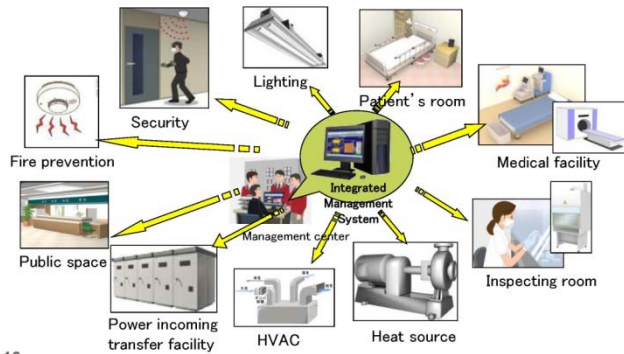 Lighting
Patient's room
Security
Medical facility
Fire prevention
Integrated
Management
System
Management center
Public space
Inspecting room
Power incoming
transfer facility
HVAC
Heat source